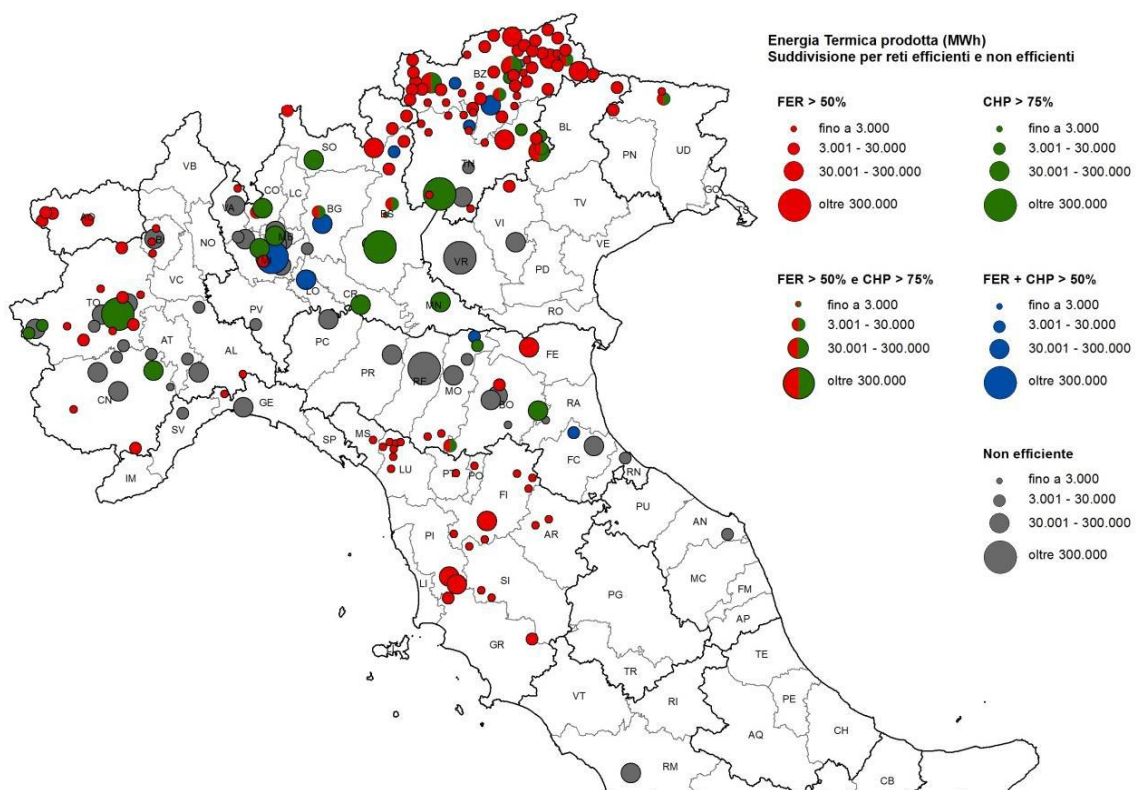 Energia Termica prodotta (MWh)
Suddivisione per reti efficienti e non efficienti
FER > 50%
fino a 3.000
3.001 - 30.000
30.001 - 300.000
oltre 300.000
CHP > 75%
fino a 3.000
3.001 - 30.000
30.001 - 300.000
oltre 300.000
FER > 50% e CHP > 75%
fino a 3.000
3.001 - 30.000
30.001 - 300.000
oltre 300.000
FER + CHP > 50%
fino a 3.000
3.001 - 30.000
30.001 - 300.000
oltre 300.000
Non efficiente
fino a 3.000
3.001 - 30.000
30.001 - 300.000
oltre 300.000
BZ
BL
UD
PN
SO
TN
VB
CO
LC
GO
VA
BG
BS
TV
AO
VI
MB
NO
BI
VE
VR
PD
VC
LO
TO
CR
MN
PV
RO
PC
AT
AL
FE
PR
RE
MO
CN
GE
BO
RA
SV
MS
SP
FC
LU
PT
PO
RN
IM
FI
PU
AN
PI
AR
MC
LI
SI
PG
FM
AP
GR
TE
TR
VT
RI
PE
AQ
CH
RM
CB